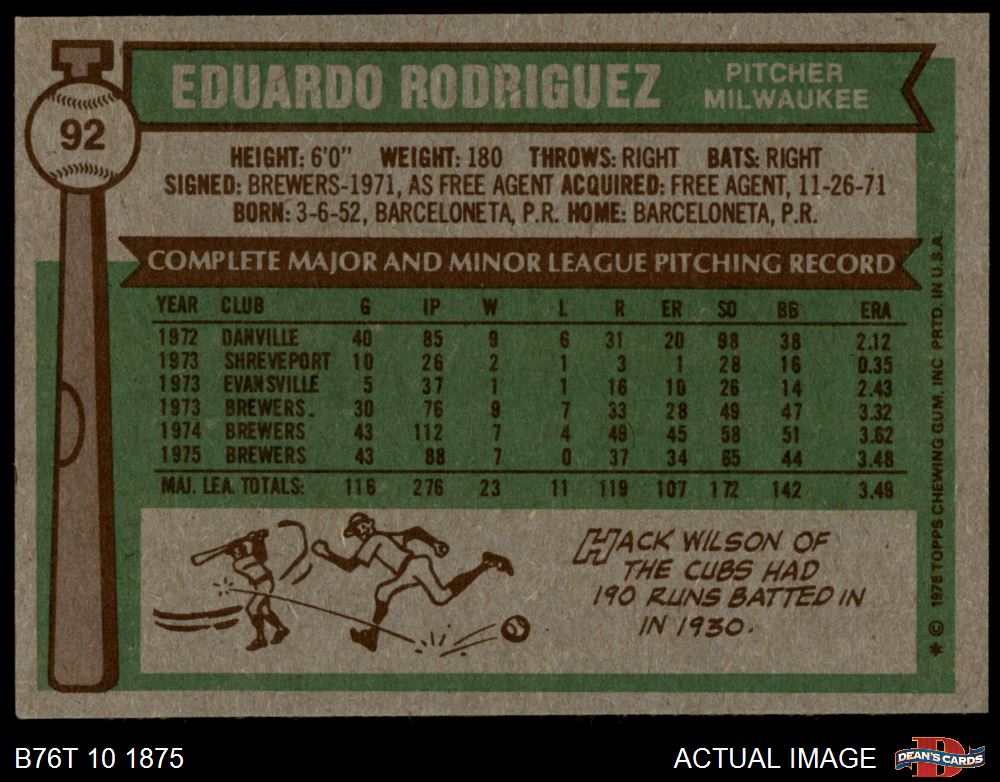 92
EDUARDO RODRIGUEZ
PITCHER
MILWAUKEE
HEIGHT: 6'0" WEIGHT: 180 THROWS: RIGHT BATS: RIGHT
SIGNED: BREWERS-1971, AS FREE AGENT ACQUIRED: FREE AGENT, 11-26-71
BORN: 3-6-52, BARCELONETA, P.R. HOME: BARCELONETA, P.R.
COMPLETE MAJOR AND MINOR LEAGUE PITCHING RECORD
YEAR CLUB G IP W L R ER SO BB ERA
1972 DANVILLE 40 85 9 6 31 20 98 38 2.12
1973 SHREVEPORT 10 26 2 1 3 1 28 16 0.35
1973 EVANSVILLE 5 37 1 1 16 10 26 14 2.43
1973 BREWERS. 30 76 9 7 33 28 49 47 3.32
1974 BREWERS 43 112 7 4 49 45 58 51 3.62
1975 BREWERS 43 88 7 0 37 34 65 44 3.48
MAJ. LEA. TOTALS: 116 276 23 11 119 107 172 142 3.49
HACK WILSON OF
THE CUBS HAD
190 RUNS BATTED IN
IN 1930.
* © 1976 TOPPS CHEWING GUM, INC PRTD. IN U.S.A.
B76T 10 1875
ACTUAL IMAGE
D
DEAN'S CARDS